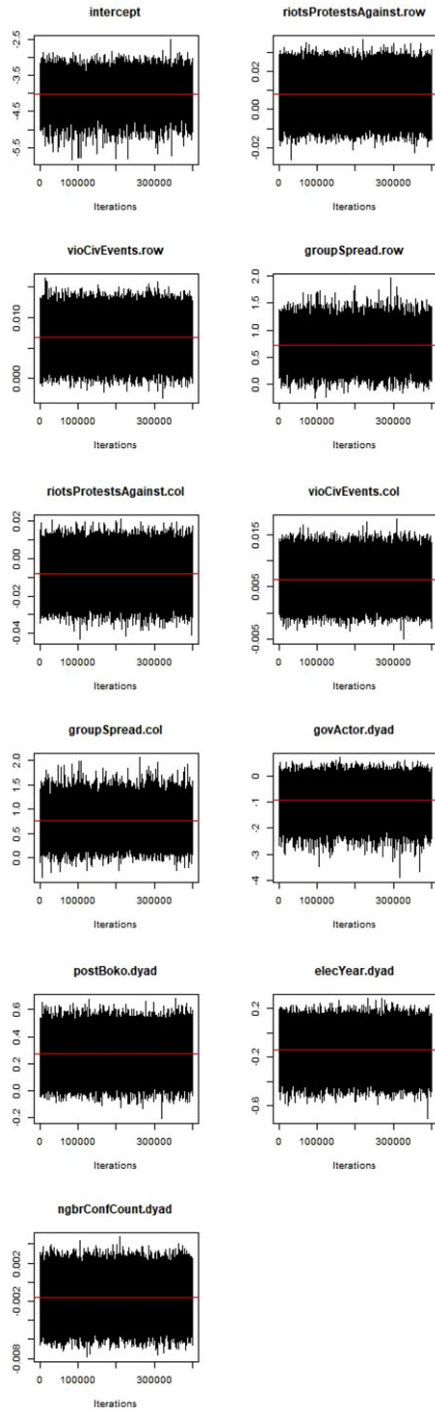 intercept
-2.5
-3.5
-4.5
-5.5
0 100000 300000
Iterations
riotsProtestsAgainst.row
0.02
0.00
-0.02
0 100000 300000
Iterations
vioCivEvents.row
0.010
0.000
0 100000 300000
Iterations
groupSpread.row
2.0
1.5
1.0
0.5
0.0
0 100000 300000
Iterations
riotsProtestsAgainst.col
0.02
0.00
-0.02
-0.04
0 100000 300000
Iterations
vioCivEvents.col
0.015
0.005
-0.005
0 100000 300000
Iterations
groupSpread.col
2.0
1.5
1.0
0.5
0.0
0 100000 300000
Iterations
govActor.dyad
0
-1
-2
-3
-4
0 100000 300000
Iterations
postBoko.dyad
0.6
0.4
0.2
0.0
-0.2
0 100000 300000
Iterations
elecYear.dyad
0.2
-0.2
-0.6
0 100000 300000
Iterations
ngbrConfCount.dyad
0.002
-0.002
-0.008
0 100000 300000
Iterations